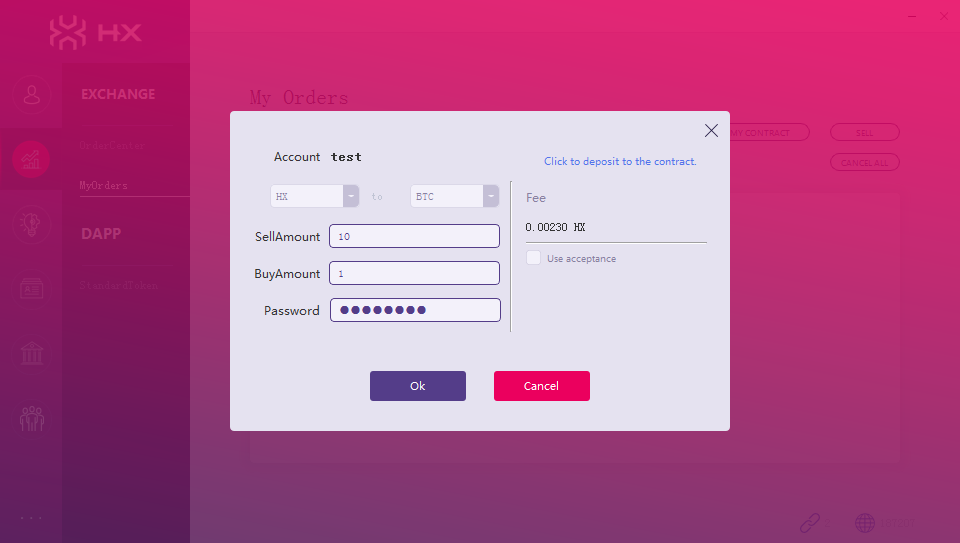 HX
EXCHANGE
OrderCenter
MyOrders
DAPP
StandardToken
My Orders
MY CONTRACT
SELL
CANCEL ALL
Account test
Click to deposit to the contract.
HX to BTC
Fee
0.00230 HX
SellAmount 10
Use acceptance
BuyAmount 1
Password ●●●●●●●●
Ok
Cancel